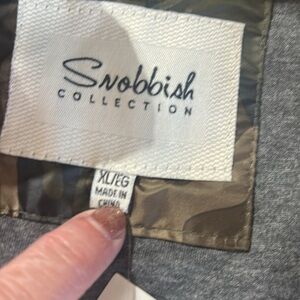 Snobbish
COLLECTION
XL/EG
MADE IN
CHINA